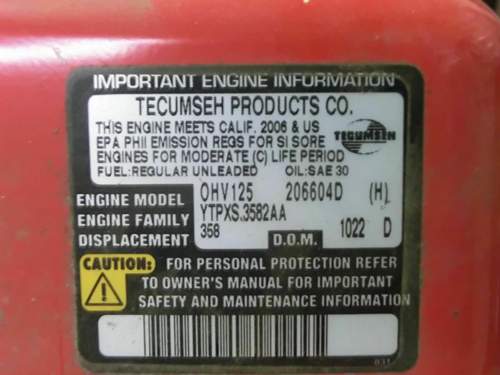 IMPORTANT ENGINE INFORMATION
TECUMSEH PRODUCTS CO.
THIS ENGINE MEETS CALIF. 2006 & US
EPA PHII EMISSION REGS FOR SI SORE
ENGINES FOR MODERATE (C) LIFE PERIOD
FUEL: REGULAR UNLEADED OIL: SAE 30
TECUMSEH
ENGINE MODEL OHV125 206604D (H)
ENGINE FAMILY YTPXS.3582AA
DISPLACEMENT 358 D.O.M. 1022 D
CAUTION: FOR PERSONAL PROTECTION REFER
TO OWNER'S MANUAL FOR IMPORTANT
SAFETY AND MAINTENANCE INFORMATION